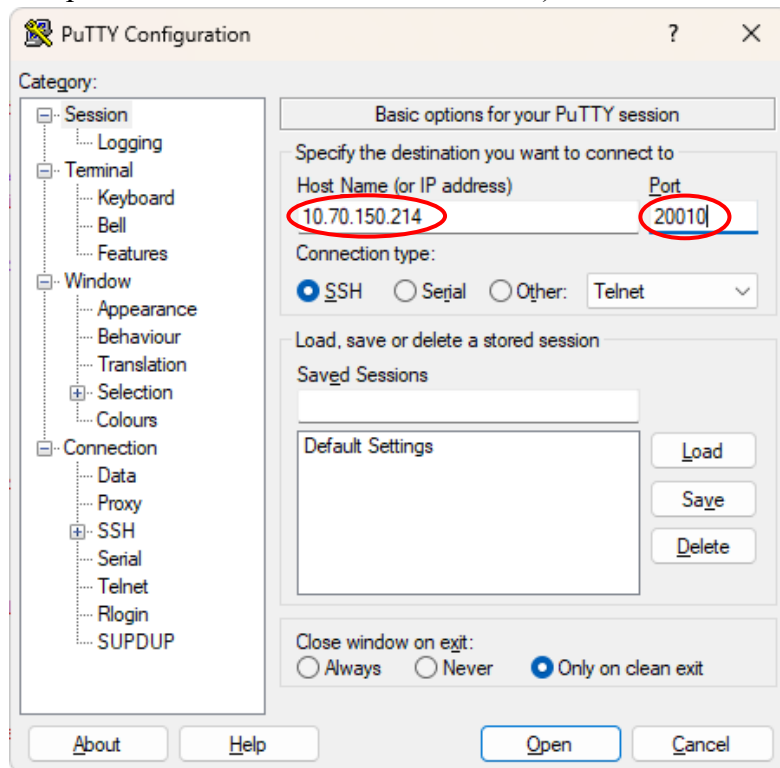 PuTTY Configuration ? ×
Category:
Session
Logging
Terminal
Keyboard
Bell
Features
Window
Appearance
Behaviour
Translation
Selection
Colours
Connection
Data
Proxy
SSH
Serial
Telnet
Rlogin
SUPDUP
Basic options for your PuTTY session
Specify the destination you want to connect to
Host Name (or IP address) Port
10.70.150.214 20010
Connection type:
SSH Serial Other: Telnet
Load, save or delete a stored session
Saved Sessions
Default Settings
Load
Save
Delete
Close window on exit:
Always Never Only on clean exit
About Help Open Cancel